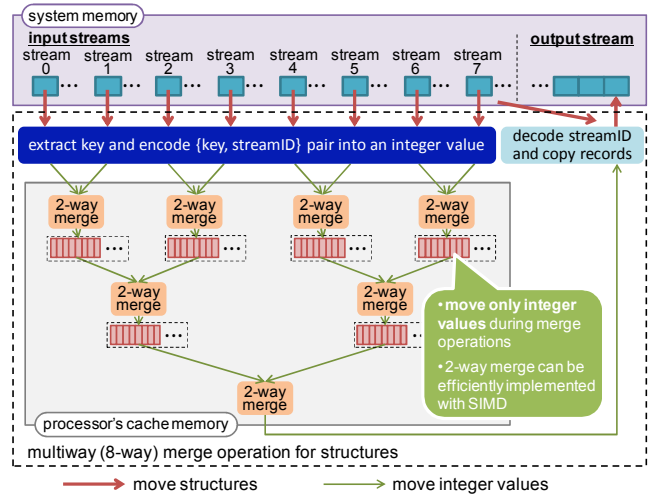 system memory
input streams
output stream
stream
0
stream
1
stream
2
stream
3
stream
4
stream
5
stream
6
stream
7
... ... ... ... ... ... ... ... ...
extract key and encode {key, streamID} pair into an integer value
decode streamID
and copy records
2-way
merge
2-way
merge
2-way
merge
2-way
merge
... ... ... ...
2-way
merge
2-way
merge
... ...
•move only integer
values during merge
operations
•2-way merge can be
efficiently implemented
with SIMD
2-way
merge
processor's cache memory
multiway (8-way) merge operation for structures
move structures
move integer values